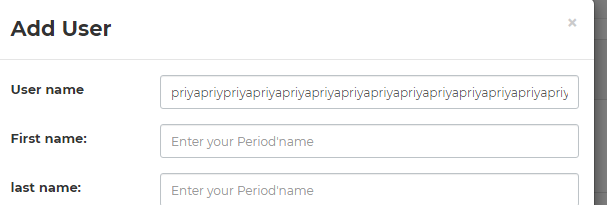 Add User ×
User name priyapriypriyapriyapriyapriyapriyapriyapriyapriyapriyapriyapriyapriy
First name: Enter your Period'name
last name: Enter your Period'name